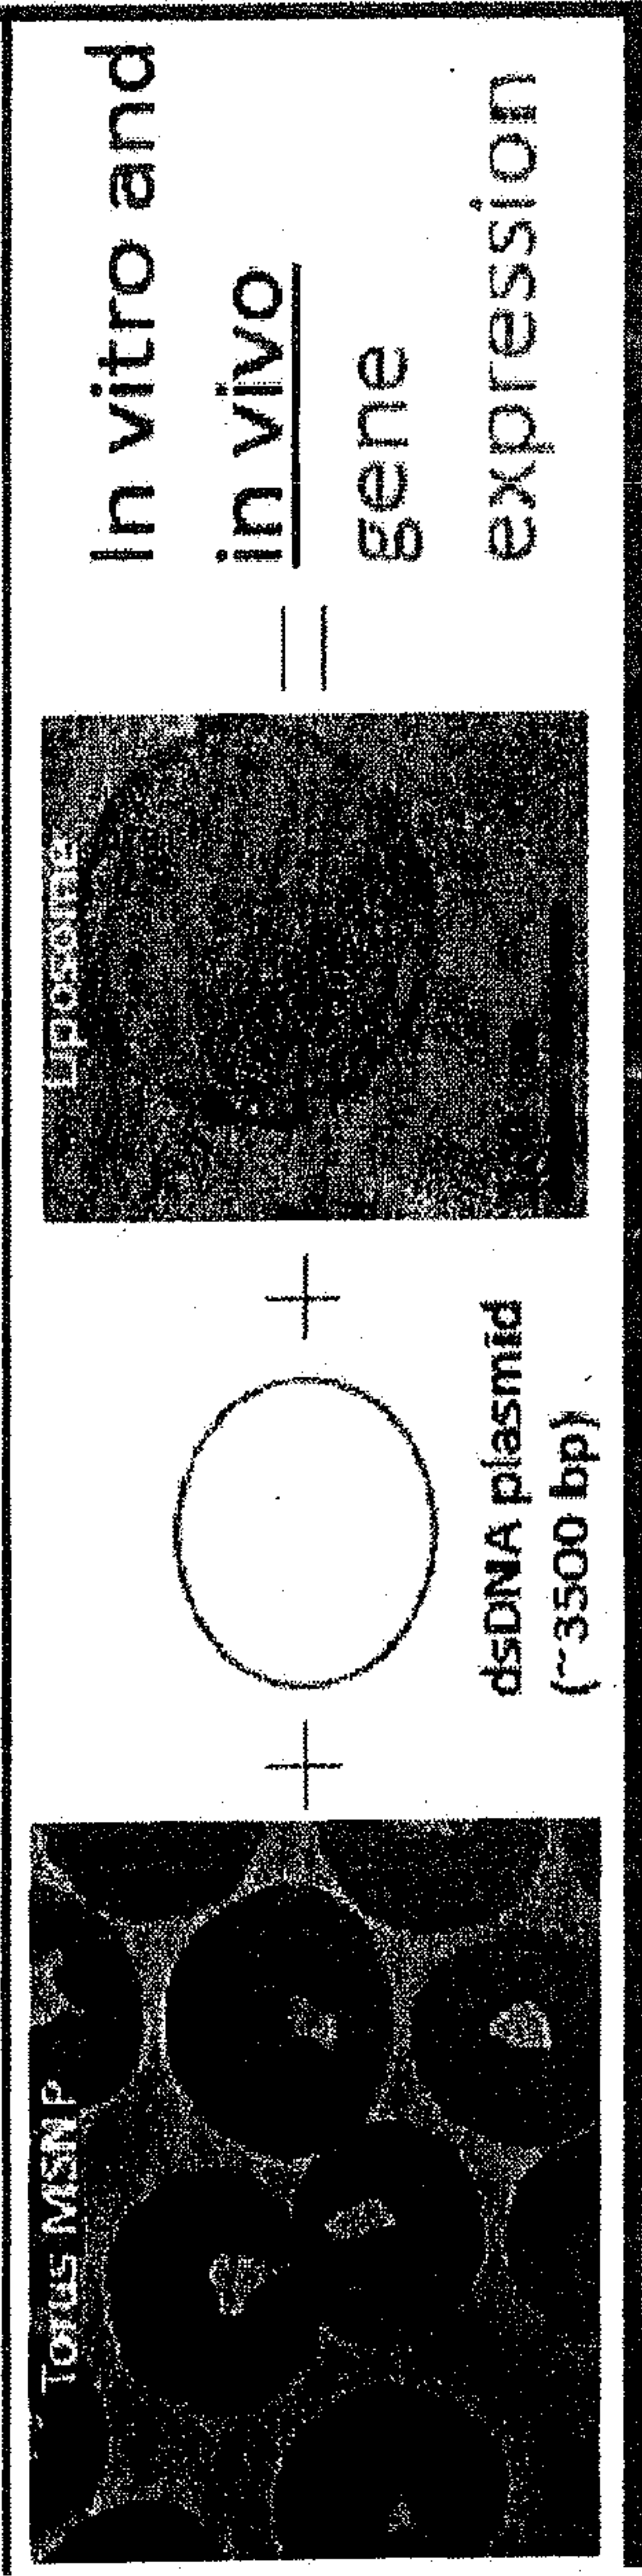 Torus MSNP
+
dsDNA plasmid
(~3500 bp)
+
Liposome
=
In vitro and
in vivo
gene
expression